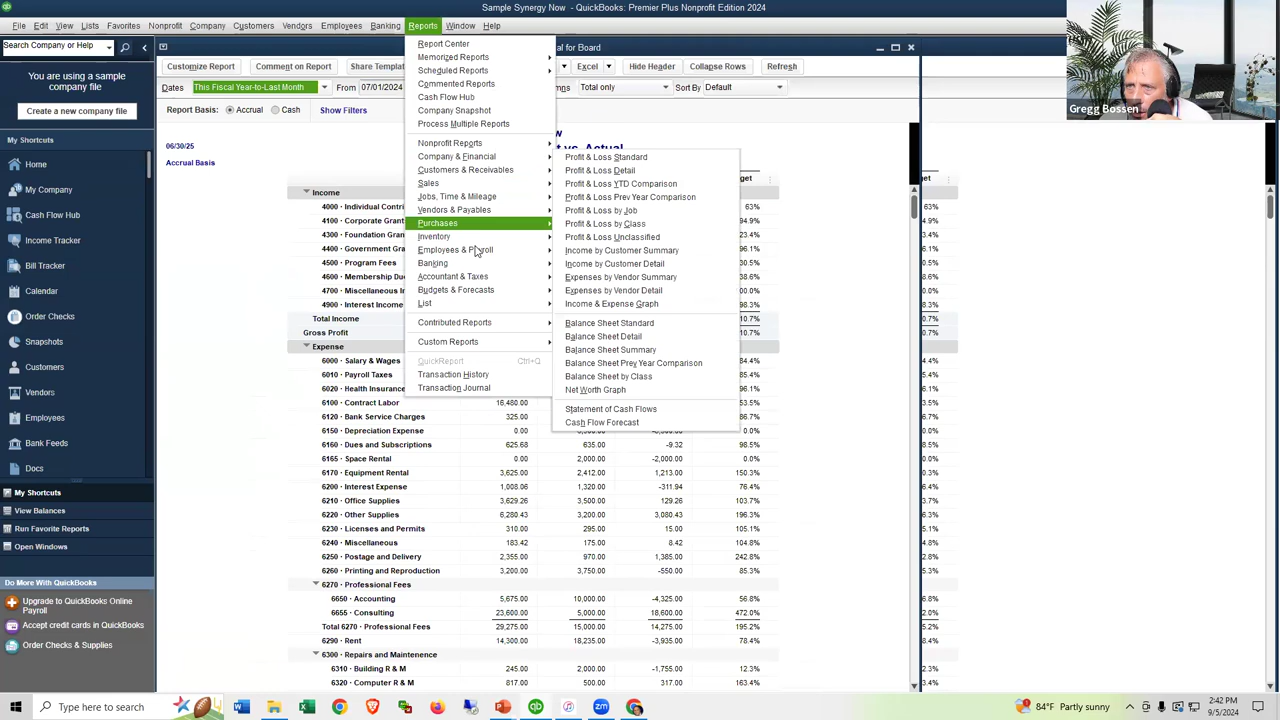 Sample Synergy Now - QuickBooks: Premier Plus Nonprofit Edition 2024
File Edit View Lists Favorites Nonprofit Company Customers Vendors Employees Banking Reports Window Help
Search Company or Help
You are using a sample company file
Create a new company file
My Shortcuts
Home
My Company
Cash Flow Hub
Income Tracker
Bill Tracker
Calendar
Order Checks
Snapshots
Customers
Vendors
Employees
Bank Feeds
Docs
My Shortcuts
View Balances
Run Favorite Reports
Open Windows
Do More With QuickBooks
Upgrade to QuickBooks Online Payroll
Accept credit cards in QuickBooks
Order Checks & Supplies
al for Board
Customize Report Comment on Report Share Templat Excel Hide Header Collapse Rows Refresh
Dates This Fiscal Year-to-Last Month From 07/01/2024 mns Total only Sort By Default
Report Basis: Accrual Cash Show Filters
06/30/25
Accrual Basis
Report Center
Memorized Reports
Scheduled Reports
Commented Reports
Cash Flow Hub
Company Snapshot
Process Multiple Reports
Nonprofit Reports
Company & Financial
Customers & Receivables
Sales
Jobs, Time & Mileage
Vendors & Payables
Purchases
Inventory
Employees & Payroll
Banking
Accountant & Taxes
Budgets & Forecasts
List
Contributed Reports
Custom Reports
QuickReport Ctrl+Q
Transaction History
Transaction Journal
Profit & Loss Standard
Profit & Loss Detail
Profit & Loss YTD Comparison
Profit & Loss Prev Year Comparison
Profit & Loss by Job
Profit & Loss by Class
Profit & Loss Unclassified
Income by Customer Summary
Income by Customer Detail
Expenses by Vendor Summary
Expenses by Vendor Detail
Income & Expense Graph
Balance Sheet Standard
Balance Sheet Detail
Balance Sheet Summary
Balance Sheet Prev Year Comparison
Balance Sheet by Class
Net Worth Graph
Statement of Cash Flows
Cash Flow Forecast
Income
4000 · Individual Contri
4100 · Corporate Grant
4300 · Foundation Gran
4400 · Government Gra
4500 · Program Fees
4600 · Membership Due
4700 · Miscellaneous In
4900 · Interest Income
Total Income
Gross Profit
Expense
6000 · Salary & Wages
6010 · Payroll Taxes
6020 · Health Insuranc
6100 · Contract Labor 16,480.00
6120 · Bank Service Charges 325.00
6150 · Depreciation Expense 0.00
6160 · Dues and Subscriptions 625.68 635.00 -9.32 98.5%
6165 · Space Rental 0.00 2,000.00 -2,000.00 0.0%
6170 · Equipment Rental 3,625.00 2,412.00 1,213.00 150.3%
6200 · Interest Expense 1,008.06 1,320.00 -311.94 76.4%
6210 · Office Supplies 3,629.26 3,500.00 129.26 103.7%
6220 · Other Expenses 6,280.43 3,200.00 3,080.43 196.3%
6230 · Licenses and Permits 310.00 295.00 15.00 105.1%
6240 · Miscellaneous 183.42 175.00 8.42 104.8%
6250 · Postage and Delivery 2,355.00 970.00 1,385.00 242.8%
6260 · Printing and Reproduction 3,200.00 3,750.00 -550.00 85.3%
6270 · Professional Fees
6650 · Accounting 5,675.00 10,000.00 -4,325.00 56.8%
6655 · Consulting 23,600.00 5,000.00 18,600.00 472.0%
Total 6270 · Professional Fees 29,275.00 15,000.00 14,275.00 195.2%
6290 · Rent 14,300.00 18,235.00 -3,935.00 78.4%
6300 · Repairs and Maintenence
6310 · Building R & M 245.00 2,000.00 -1,755.00 12.3%
6320 · Computer R & M 817.00 500.00 317.00 163.4%
Gregg Bossen
Type here to search
84°F Partly sunny
2:42 PM
9/5/2024